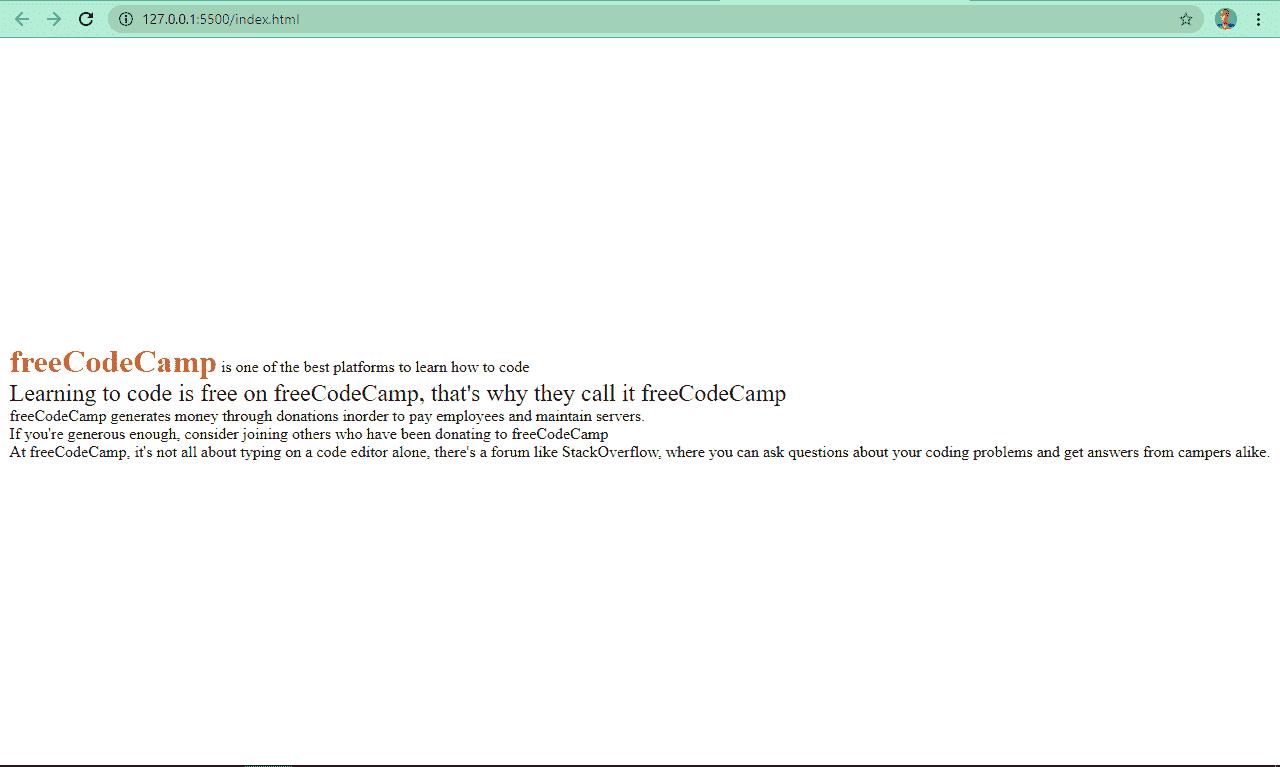 127.0.0.1:5500/index.html
freeCodeCamp is one of the best platforms to learn how to code
Learning to code is free on freeCodeCamp, that's why they call it freeCodeCamp
freeCodeCamp generates money through donations inorder to pay employees and maintain servers.
If you're generous enough, consider joining others who have been donating to freeCodeCamp
At freeCodeCamp, it's not all about typing on a code editor alone, there's a forum like StackOverflow, where you can ask questions about your coding problems and get answers from campers alike.